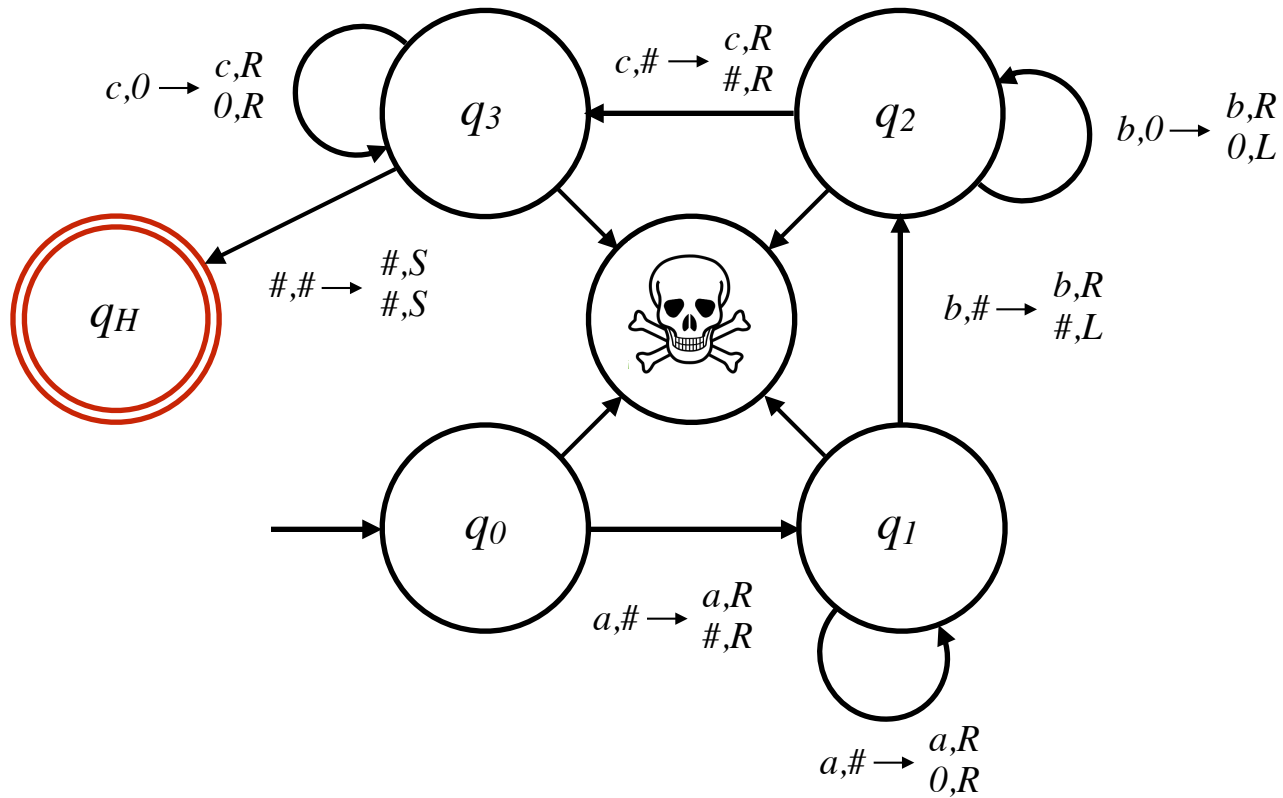 c,0 → c,R
0,R
q3
c,# → c,R
#,R
q2
b,0 → b,R
0,L
qH
#,# → #,S
#,S
b,# → b,R
#,L
q0
a,# → a,R
#,R
q1
a,# → a,R
0,R